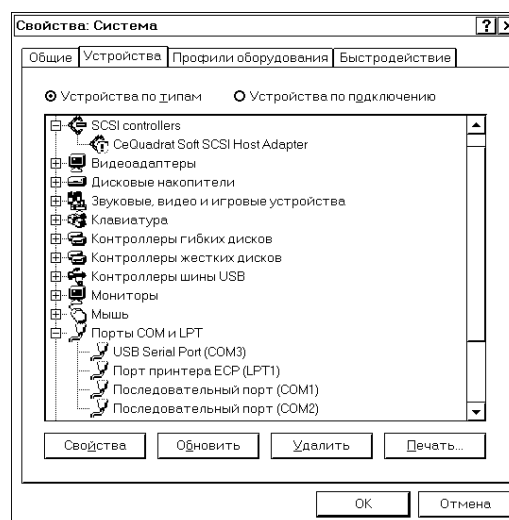 Свойства: Система
Общие Устройства Профили оборудования Быстродействие
Устройства по типам Устройства по подключению
SCSI controllers
CeQuadrat Soft SCSI Host Adapter
Видеоадаптеры
Дисковые накопители
Звуковые, видео и игровые устройства
Клавиатура
Контроллеры гибких дисков
Контроллеры жестких дисков
Контроллеры шины USB
Мониторы
Мышь
Порты COM и LPT
USB Serial Port (COM3)
Порт принтера ECP (LPT1)
Последовательный порт (COM1)
Последовательный порт (COM2)
Свойства Обновить Удалить Печать...
OK Отмена